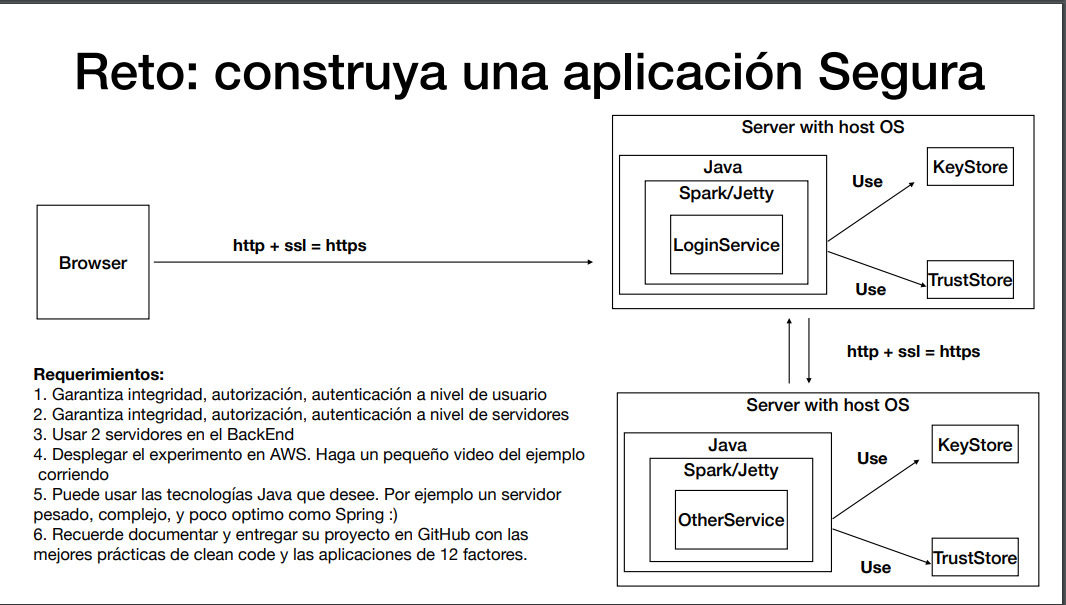 Reto: construya una aplicación Segura
Server with host OS
Java
Spark/Jetty
LoginService
Use
KeyStore
Use
TrustStore
Browser
http + ssl = https
http + ssl = https
Server with host OS
Java
Spark/Jetty
OtherService
Use
KeyStore
Use
TrustStore
Requerimientos:
1. Garantiza integridad, autorización, autenticación a nivel de usuario
2. Garantiza integridad, autorización, autenticación a nivel de servidores
3. Usar 2 servidores en el BackEnd
4. Desplegar el experimento en AWS. Haga un pequeño video del ejemplo
corriendo
5. Puede usar las tecnologías Java que desee. Por ejemplo un servidor
pesado, complejo, y poco optimo como Spring :)
6. Recuerde documentar y entregar su proyecto en GitHub con las
mejores prácticas de clean code y las aplicaciones de 12 factores.